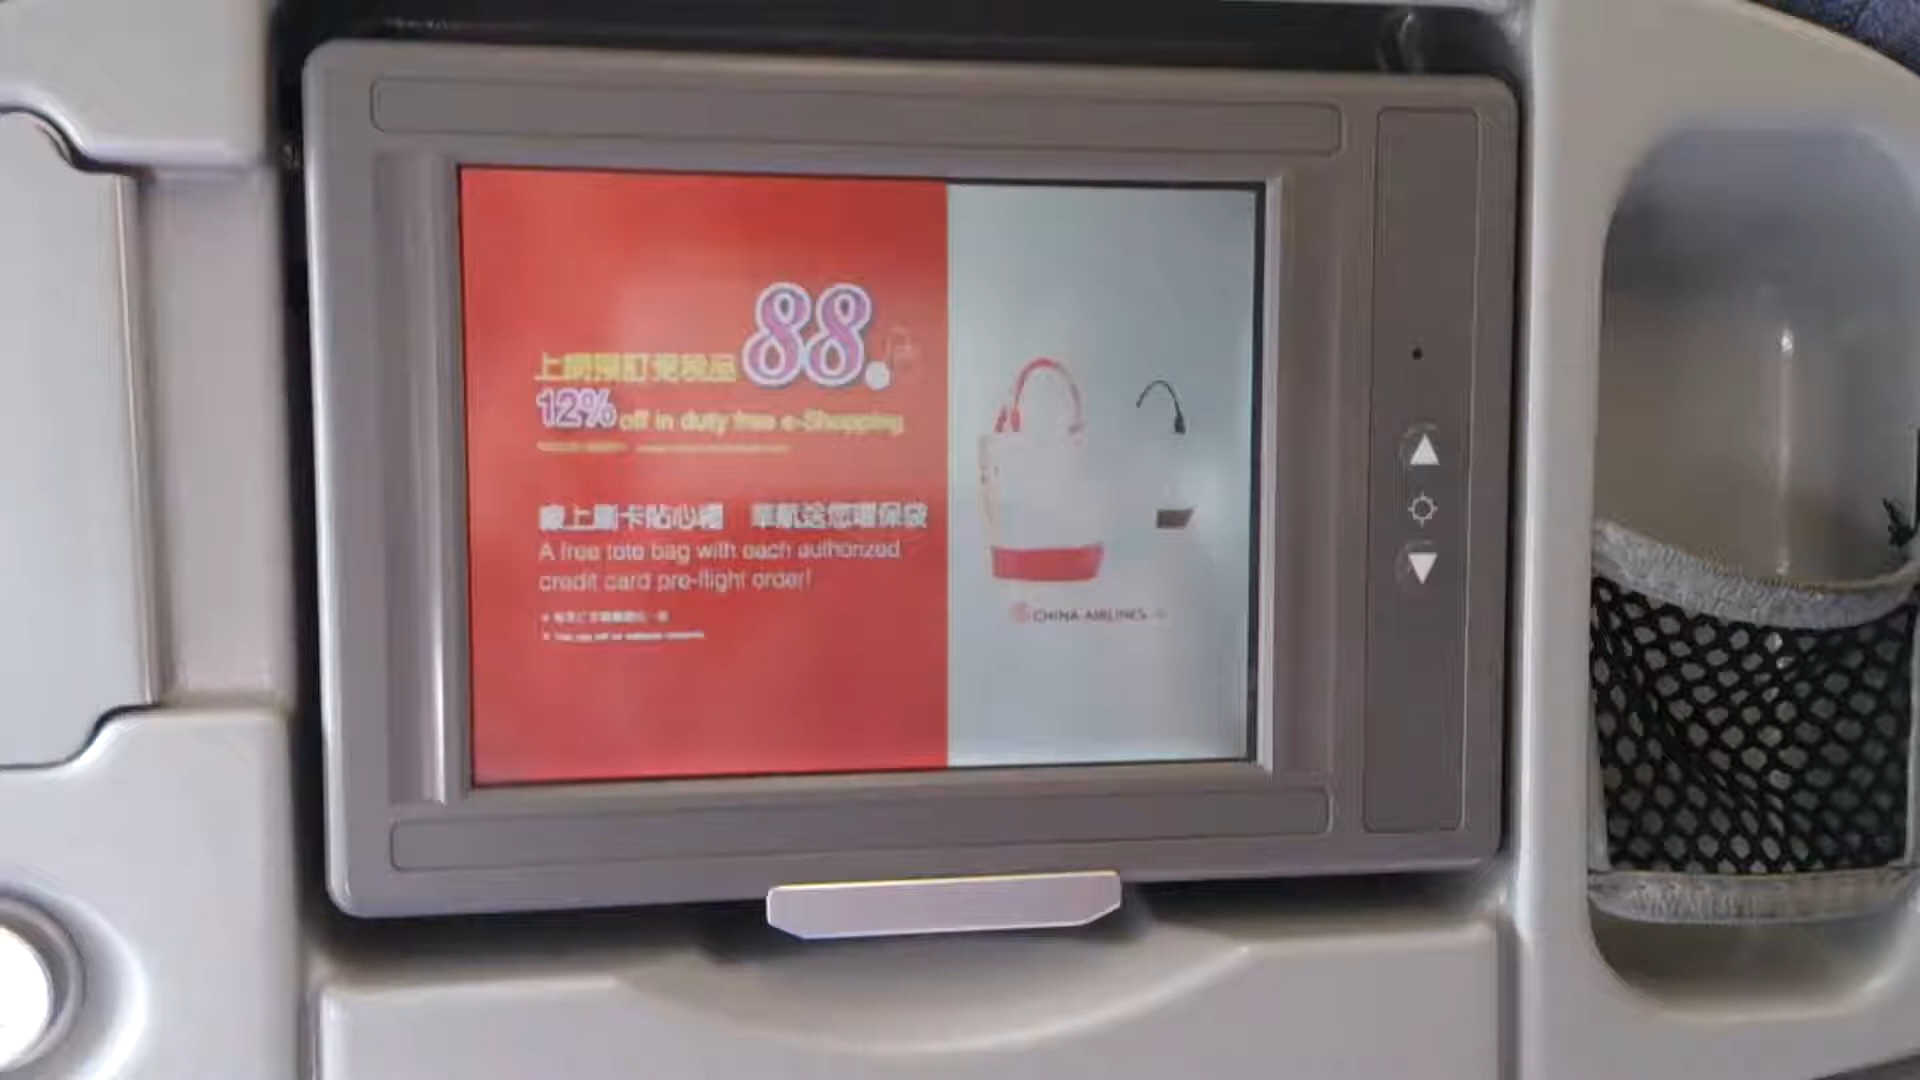 上網預訂免稅品 88.
12% off in duty free e-Shopping
線上刷卡貼心禮 華航送您環保袋
A free tote bag with each authorized
credit card pre-flight order!
CHINA AIRLINES